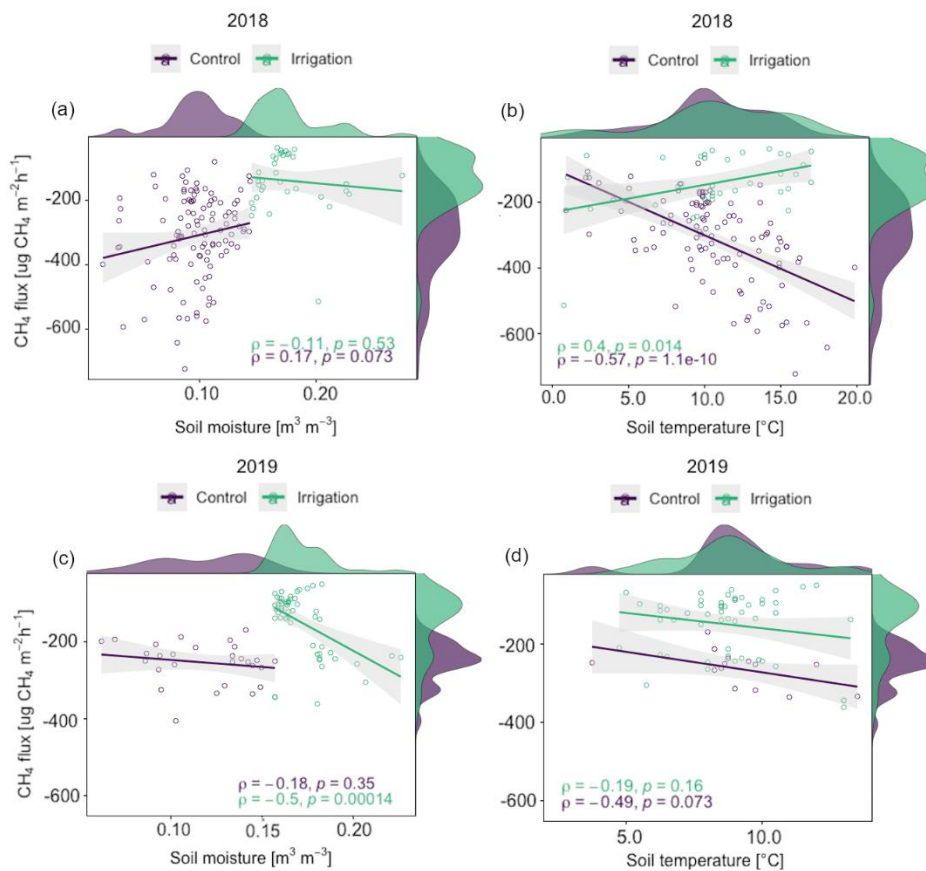 2018
Control Irrigation
(a)
CH₄ flux [ug CH₄ m⁻²h⁻¹]
-200
-400
-600
ρ = −0.11, p = 0.53
ρ = 0.17, p = 0.073
0.10 0.20
Soil moisture [m³ m⁻³]
2018
Control Irrigation
(b)
-200
-400
-600
ρ = 0.4, p = 0.014
ρ = −0.57, p = 1.1e-10
0.0 5.0 10.0 15.0 20.0
Soil temperature [°C]
2019
Control Irrigation
(c)
CH₄ flux [ug CH₄ m⁻²h⁻¹]
-200
-400
-600
ρ = −0.18, p = 0.35
ρ = −0.5, p = 0.00014
0.10 0.15 0.20
Soil moisture [m³ m⁻³]
2019
Control Irrigation
(d)
-200
-400
-600
ρ = −0.19, p = 0.16
ρ = −0.49, p = 0.073
5.0 10.0
Soil temperature [°C]